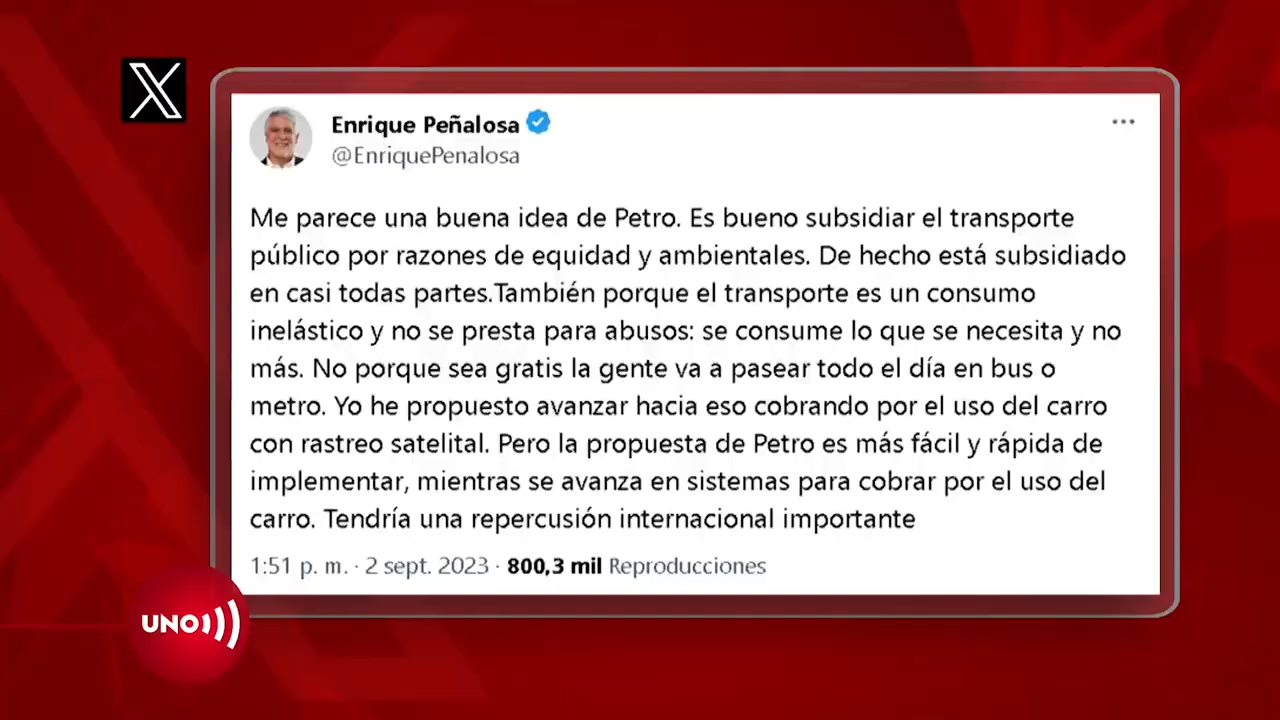 X
Enrique Peñalosa
@EnriquePenalosa
Me parece una buena idea de Petro. Es bueno subsidiar el transporte
público por razones de equidad y ambientales. De hecho está subsidiado
en casi todas partes.También porque el transporte es un consumo
inelástico y no se presta para abusos: se consume lo que se necesita y no
más. No porque sea gratis la gente va a pasear todo el día en bus o
metro. Yo he propuesto avanzar hacia eso cobrando por el uso del carro
con rastreo satelital. Pero la propuesta de Petro es más fácil y rápida de
implementar, mientras se avanza en sistemas para cobrar por el uso del
carro. Tendría una repercusión internacional importante
1:51 p. m. · 2 sept. 2023 · 800,3 mil Reproducciones
UNO